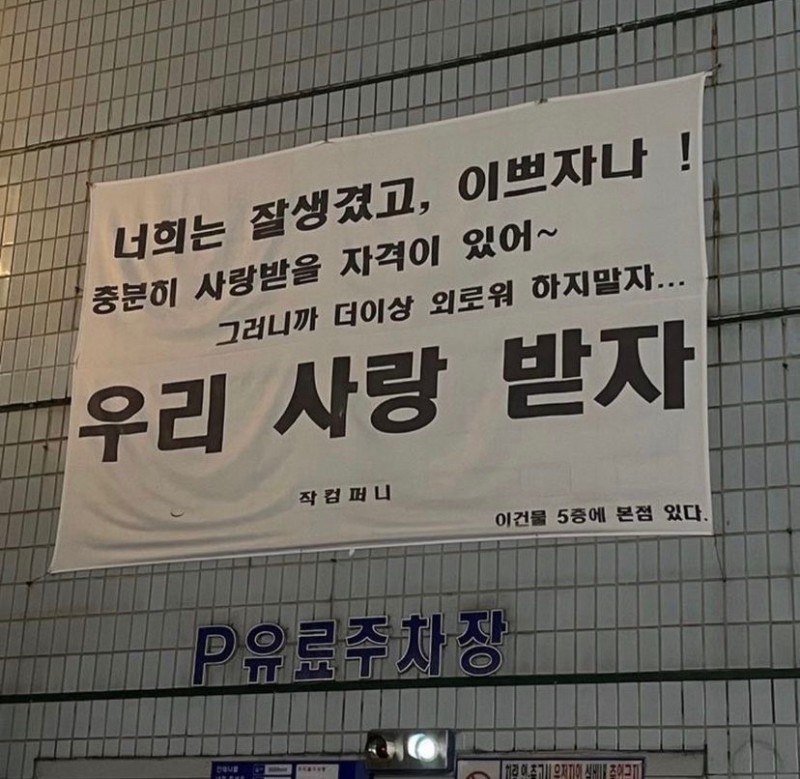 너희는 잘생겼고, 이쁘자나 !
충분히 사랑받을 자격이 있어~
그러니까 더이상 외로워 하지말자...
우리 사랑 받자
작컴퍼니
이건물 5층에 본점 있다.
P유료주차장